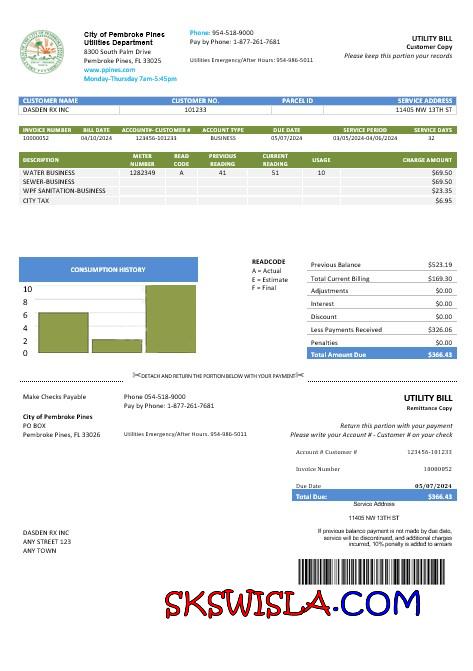 City of Pembroke Pines
Utilities Department
8300 South Palm Drive
Pembroke Pines, FL 33025
www.ppines.com
Monday-Thursday 7am-5:45pm
Phone: 954-518-9000
Pay by Phone: 1-877-261-7681
Utilities Emergency/After Hours: 954-986-5011
UTILITY BILL
Customer Copy
Please keep this portion your records
CUSTOMER NAME CUSTOMER NO. PARCEL ID SERVICE ADDRESS
DASDEN RX INC 101233 11405 NW 13TH ST
INVOICE NUMBER BILL DATE ACCOUNT#- CUSTOMER # ACCOUNT TYPE DUE DATE SERVICE PERIOD SERVICE DAYS
10000052 04/10/2024 123456-101233 BUSINESS 05/07/2024 03/05/2024-04/06/2024 32
DESCRIPTION METER NUMBER READ CODE PREVIOUS READING CURRENT READING USAGE CHARGE AMOUNT
WATER BUSINESS 1282349 A 41 51 10 $69.50
SEWER-BUSINESS $69.50
WPF SANITATION-BUSINESS $23.35
CITY TAX $6.95
CONSUMPTION HISTORY
10
8
6
4
2
0
READCODE
A = Actual
E = Estimate
F = Final
Previous Balance $523.19
Total Current Billing $169.30
Adjustments $0.00
Interest $0.00
Discount $0.00
Less Payments Received $326.06
Penalties $0.00
Total Amount Due $366.43
DETACH AND RETURN THE PORTION BELOW WITH YOUR PAYMENT
Make Checks Payable
City of Pembroke Pines
PO BOX
Pembroke Pines, FL 33026
Phone 054-518-9000
Pay by Phone: 1-877-261-7681
Utilities Emergency/After Hours. 954-986-5011
UTILITY BILL
Remittance Copy
Return this portion with your payment
Please write your Account # - Customer # on your check
Account # Customer # 123456-101233
Invoice Number 10000052
Due Date 05/07/2024
Total Due: $366.43
Service Address
11405 NW 13TH ST
If previous balance payment is not made by due date,
service will be discontinued, and additional charges
incurred, 10% penalty is added to arrears
DASDEN RX INC
ANY STREET 123
ANY TOWN
SKSWISLA.COM